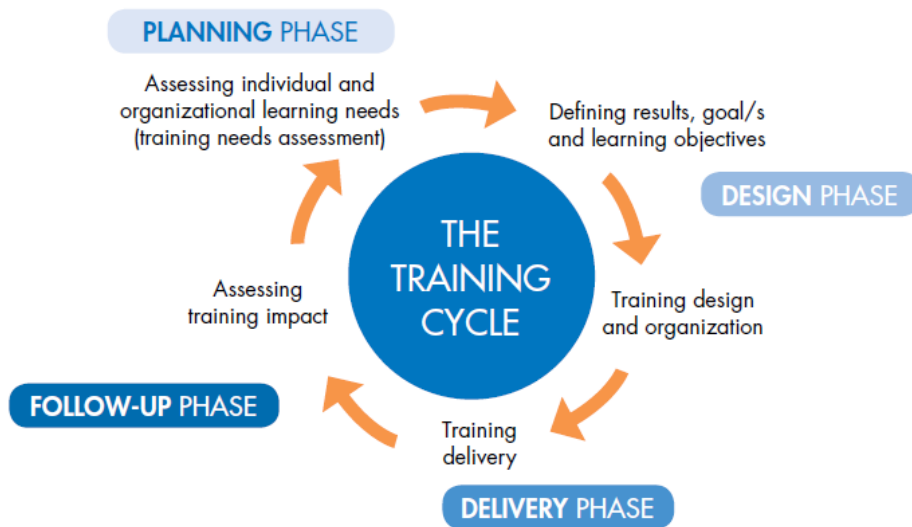 PLANNING PHASE
Assessing individual and
organizational learning needs
(training needs assessment)
Defining results, goal/s
and learning objectives
DESIGN PHASE
THE
TRAINING
CYCLE
Training design
and organization
Assessing
training impact
FOLLOW-UP PHASE
Training
delivery
DELIVERY PHASE